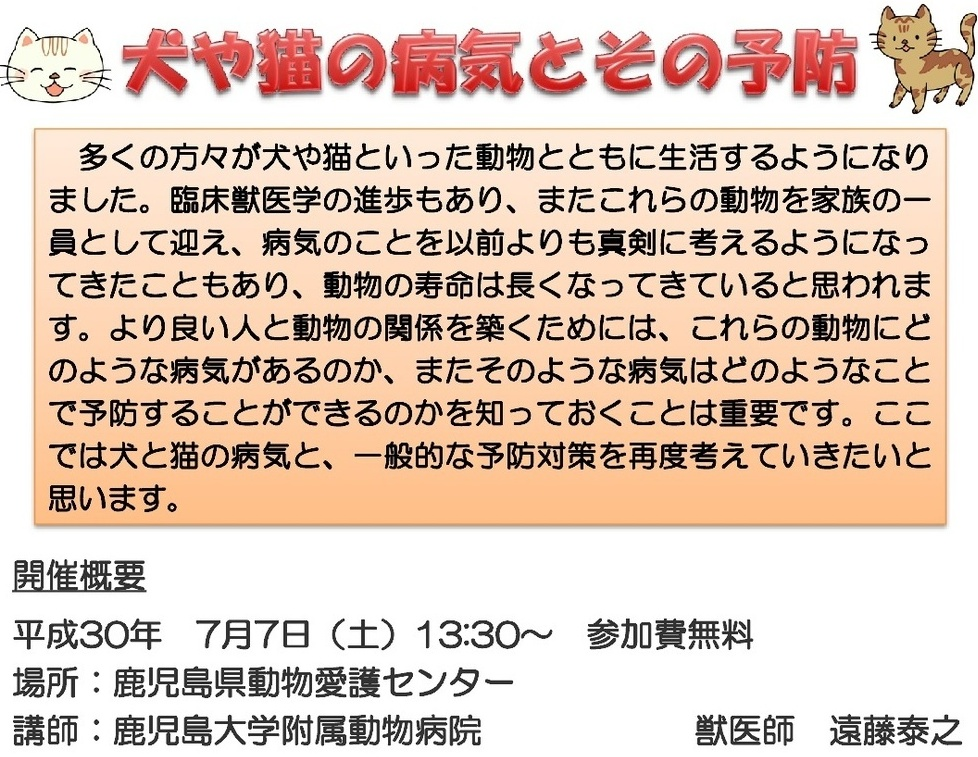 犬や猫の病気とその予防
　多くの方々が犬や猫といった動物とともに生活するようになり
ました。臨床獣医学の進歩もあり、またこれらの動物を家族の一
員として迎え、病気のことを以前よりも真剣に考えるようになっ
てきたこともあり、動物の寿命は長くなってきていると思われま
す。より良い人と動物の関係を築くためには、これらの動物にど
のような病気があるのか、またそのような病気はどのようなこと
で予防することができるのかを知っておくことは重要です。ここ
では犬と猫の病気と、一般的な予防対策を再度考えていきたいと
思います。
開催概要
平成30年　7月7日（土）13:30～　参加費無料
場所：鹿児島県動物愛護センター
講師：鹿児島大学附属動物病院　獣医師　遠藤泰之